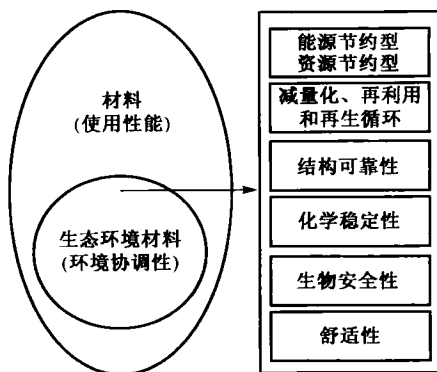 材料
(使用性能)
生态环境材料
(环境协调性)
能源节约型
资源节约型
减量化、再利用
和再生循环
结构可靠性
化学稳定性
生物安全性
舒适性